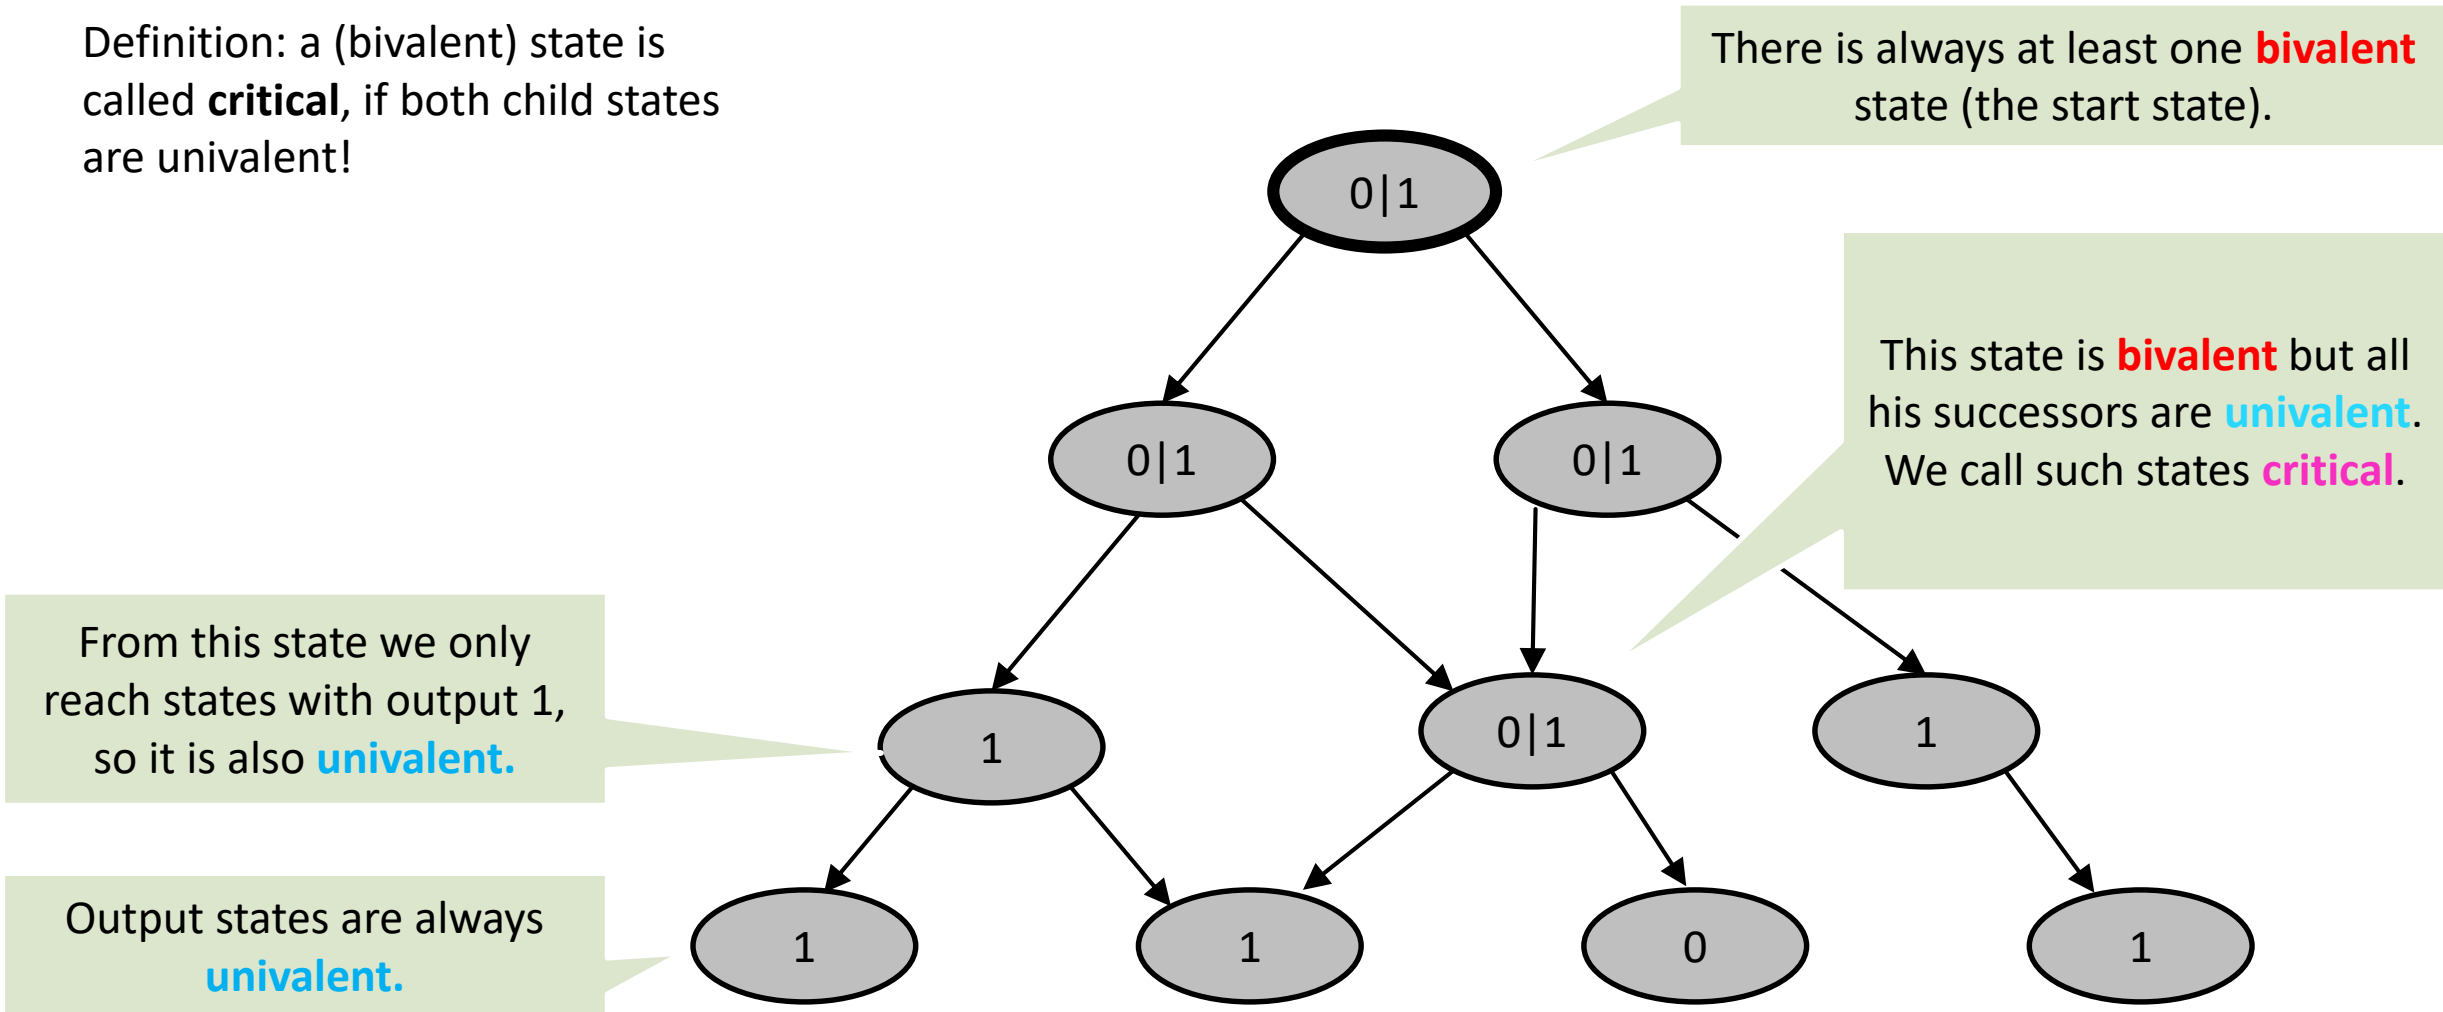 Definition: a (bivalent) state is
called critical, if both child states
are univalent!
There is always at least one bivalent
state (the start state).
0|1
This state is bivalent but all
his successors are univalent.
We call such states critical.
0|1
0|1
From this state we only
reach states with output 1,
so it is also univalent.
1
0|1
1
Output states are always
univalent.
1
1
0
1